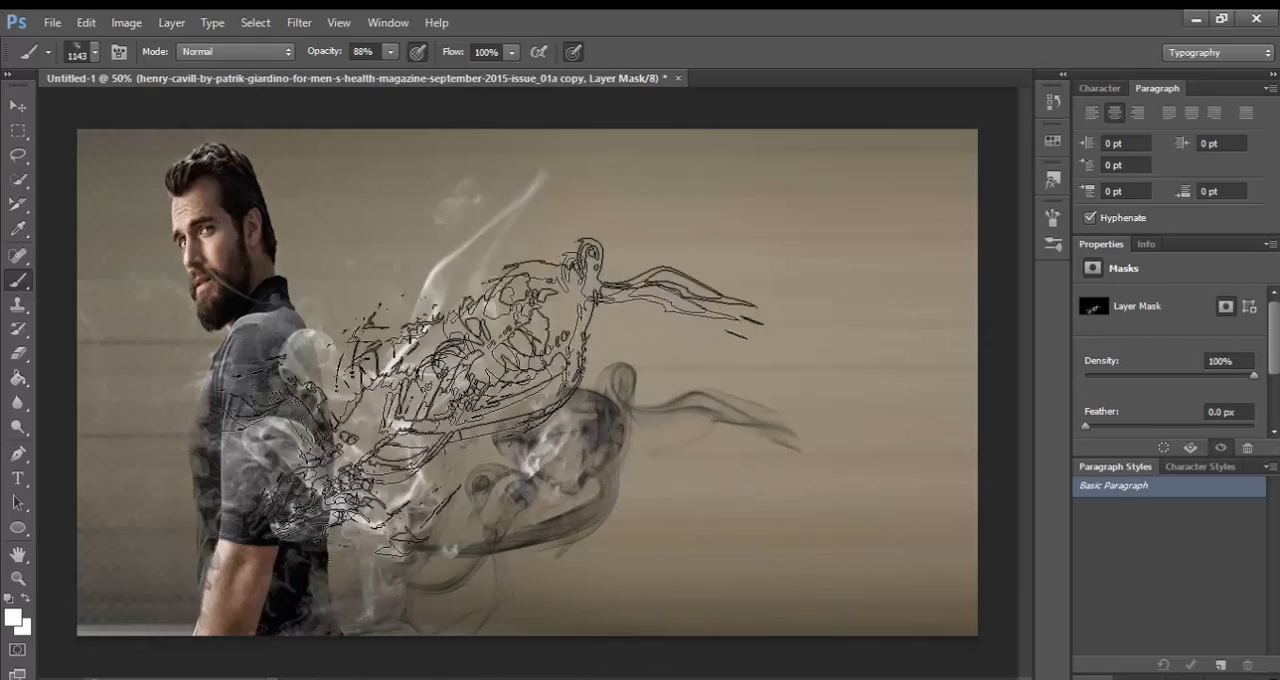 Ps File Edit Image Layer Type Select Filter View Window Help
1143 Mode: Normal Opacity: 88% Flow: 100% Typography
Untitled-1 @ 50% (henry-cavill-by-patrik-giardino-for-men-s-health-magazine-september-2015-issue_01a copy, Layer Mask/8) * ×
Character Paragraph
0 pt 0 pt
0 pt
0 pt 0 pt
Hyphenate
Properties Info
Masks
Layer Mask
Density: 100%
Feather: 0.0 px
Paragraph Styles Character Styles
Basic Paragraph
T